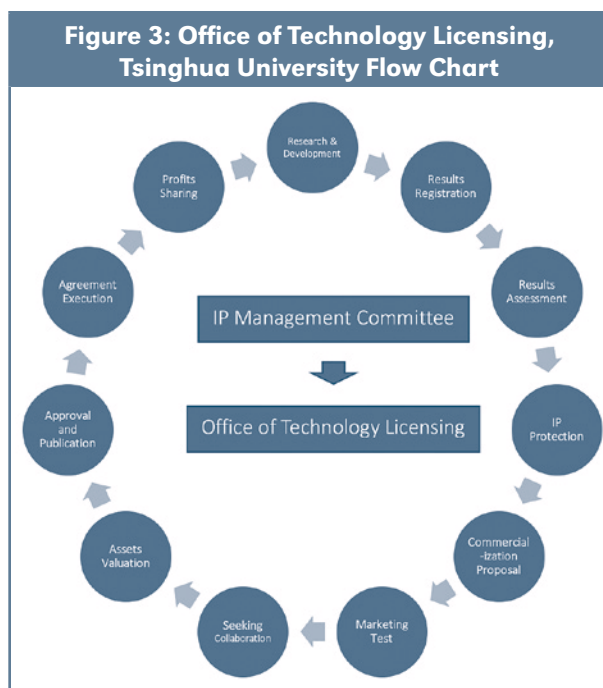 Figure 3: Office of Technology Licensing,
Tsinghua University Flow Chart
Research &
Development
Results
Registration
Results
Assessment
IP
Protection
Commercial
-ization
Proposal
Marketing
Test
Seeking
Collaboration
Assets
Valuation
Approval
and
Publication
Agreement
Execution
Profits
Sharing
IP Management Committee
Office of Technology Licensing